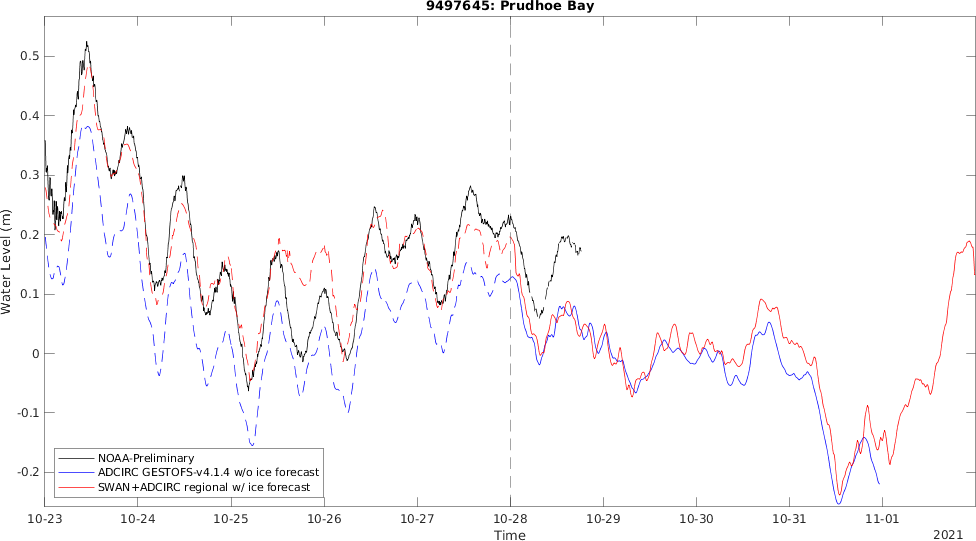 9497645: Prudhoe Bay
Water Level (m)
0.5
0.4
0.3
0.2
0.1
0
-0.1
-0.2
NOAA-Preliminary
ADCIRC GESTOFS-v4.1.4 w/o ice forecast
SWAN+ADCIRC regional w/ ice forecast
10-23 10-24 10-25 10-26 10-27 10-28 10-29 10-30 10-31 11-01
Time
2021